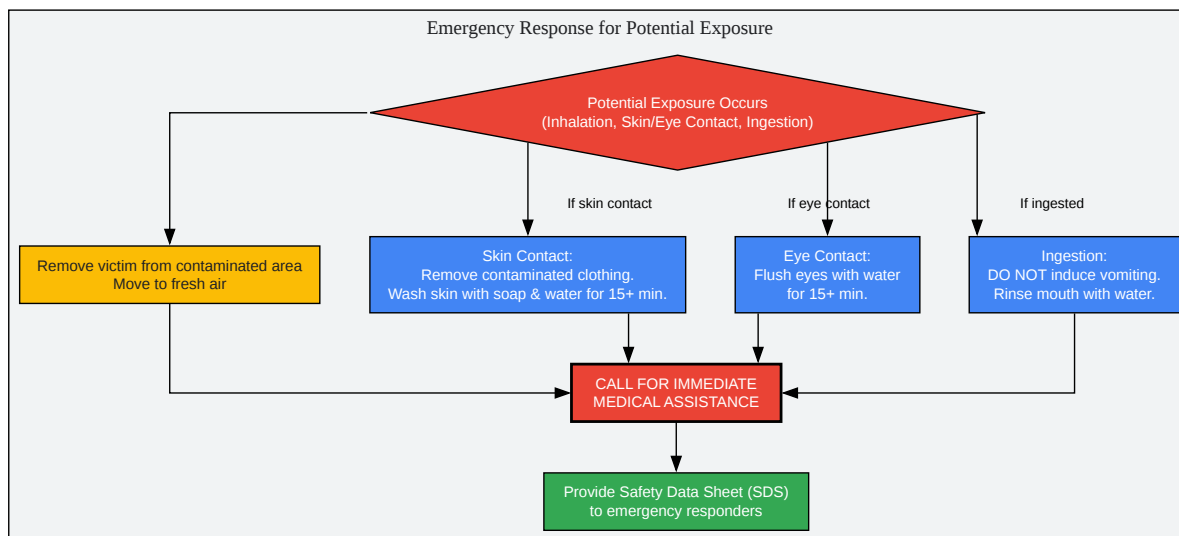 Emergency Response for Potential Exposure
Potential Exposure Occurs
(Inhalation, Skin/Eye Contact, Ingestion)
If skin contact
If eye contact
If ingested
Remove victim from contaminated area
Move to fresh air
Skin Contact:
Remove contaminated clothing.
Wash skin with soap & water for 15+ min.
Eye Contact:
Flush eyes with water
for 15+ min.
Ingestion:
DO NOT induce vomiting.
Rinse mouth with water.
CALL FOR IMMEDIATE
MEDICAL ASSISTANCE
Provide Safety Data Sheet (SDS)
to emergency responders